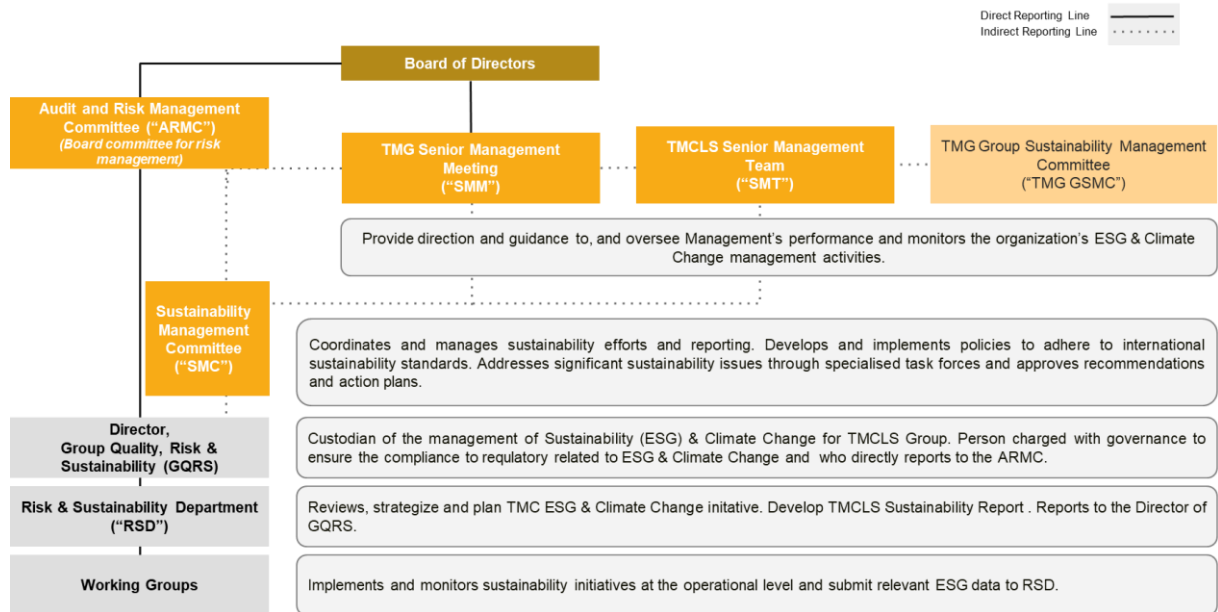 Direct Reporting Line
Indirect Reporting Line
Board of Directors
Audit and Risk Management
Committee (“ARMC”)
(Board committee for risk
management)
TMG Senior Management
Meeting
(“SMM”)
TMCLS Senior Management
Team
(“SMT”)
TMG Group Sustainability Management
Committee
(“TMG GSMC”)
Provide direction and guidance to, and oversee Management’s performance and monitors the organization’s ESG & Climate
Change management activities.
Sustainability
Management
Committee
(“SMC”)
Coordinates and manages sustainability efforts and reporting. Develops and implements policies to adhere to international
sustainability standards. Addresses significant sustainability issues through specialised task forces and approves recommendations
and action plans.
Director,
Group Quality, Risk &
Sustainability (GQRS)
Custodian of the management of Sustainability (ESG) & Climate Change for TMCLS Group. Person charged with governance to
ensure the compliance to requlatory related to ESG & Climate Change and who directly reports to the ARMC.
Risk & Sustainability Department
(“RSD”)
Reviews, strategize and plan TMC ESG & Climate Change initative. Develop TMCLS Sustainability Report . Reports to the Director of
GQRS.
Working Groups
Implements and monitors sustainability initiatives at the operational level and submit relevant ESG data to RSD.